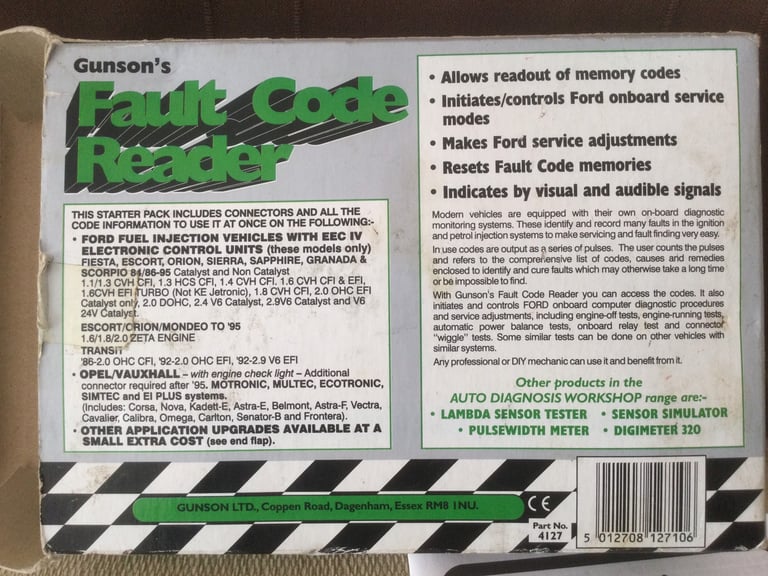 Gunson's
Fault Code
Reader
THIS STARTER PACK INCLUDES CONNECTORS AND ALL THE
CODE INFORMATION TO USE IT AT ONCE ON THE FOLLOWING:-
• FORD FUEL INJECTION VEHICLES WITH EEC IV
ELECTRONIC CONTROL UNITS (these models only)
FIESTA, ESCORT, ORION, SIERRA, SAPPHIRE, GRANADA &
SCORPIO 84/86-95 Catalyst and Non Catalyst
1.1/1.3 CVH CFI, 1.3 HCS CFI, 1.4 CVH CFI. 1.6 CVH CFI & EFI,
1.6CVH EFI TURBO (Not KE Jetronic), 1.8 CVH CFI, 2.0 OHC EFI
Catalyst only, 2.0 DOHC, 2.4 V6 Catalyst, 2.9V6 Catalyst and V6
24V Catalyst.
ESCORT/ORION/MONDEO TO '95
1.6/1.8/2.0 ZETA ENGINE
TRANSIT
'86-2.0 OHC CFI, '92-2.0 OHC EFI, '92-2.9 V6 EFI
• OPEL/VAUXHALL – with engine check light – Additional
connector required after '95. MOTRONIC, MULTEC, ECOTRONIC,
SIMTEC and EI PLUS systems.
(Includes: Corsa, Nova, Kadett-E, Astra-E, Belmont, Astra-F, Vectra,
Cavalier, Calibra, Omega, Carlton, Senator-B and Frontera).
• OTHER APPLICATION UPGRADES AVAILABLE AT A
SMALL EXTRA COST (see end flap).
• Allows readout of memory codes
• Initiates/controls Ford onboard service
modes
• Makes Ford service adjustments
• Resets Fault Code memories
• Indicates by visual and audible signals
Modern vehicles are equipped with their own on-board diagnostic
monitoring systems. These identify and record many faults in the ignition
and petrol injection systems to make servicing and fault finding very easy.
In use codes are output as a series of pulses. The user counts the pulses
and refers to the comprehensive list of codes, causes and remedies
enclosed to identify and cure faults which may otherwise take a long time
or be impossible to find.
With Gunson's Fault Code Reader you can access the codes. It also
initiates and controls FORD onboard computer diagnostic procedures
and service adjustments, including engine-off tests, engine-running tests,
automatic power balance tests, onboard relay test and connector
"wiggle" tests. Some similar tests can be done on other vehicles with
similar systems.
Any professional or DIY mechanic can use it and benefit from it.
Other products in the
AUTO DIAGNOSIS WORKSHOP range are:-
• LAMBDA SENSOR TESTER • SENSOR SIMULATOR
• PULSEWIDTH METER • DIGIMETER 320
GUNSON LTD., Coppen Road, Dagenham, Essex RM8 1NU.
CE
Part No.
4127
5 012708 127106